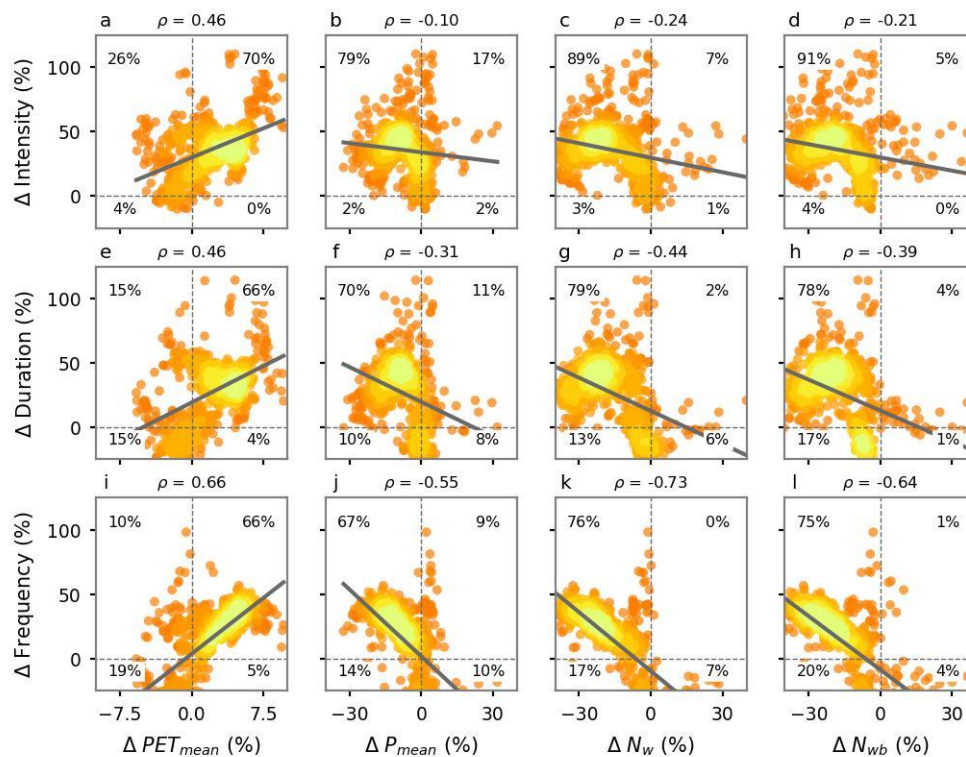 a ρ = 0.46 b ρ = -0.10 c ρ = -0.24 d ρ = -0.21
100 26% 70% 79% 17% 89% 7% 91% 5%
Δ Intensity (%)
50
0
4% 0% 2% 2% 3% 1% 4% 0%
e ρ = 0.46 f ρ = -0.31 g ρ = -0.44 h ρ = -0.39
100 15% 66% 70% 11% 79% 2% 78% 4%
Δ Duration (%)
50
0
15% 4% 10% 8% 13% 6% 17% 1%
i ρ = 0.66 j ρ = -0.55 k ρ = -0.73 l ρ = -0.64
100 10% 66% 67% 9% 76% 0% 75% 1%
Δ Frequency (%)
50
0
19% 5% 14% 10% 17% 7% 20% 4%
−7.5 0.0 7.5 −30 0 30 −30 0 30 −30 0 30
Δ PET_mean (%) Δ P_mean (%) Δ N_w (%) Δ N_wb (%)